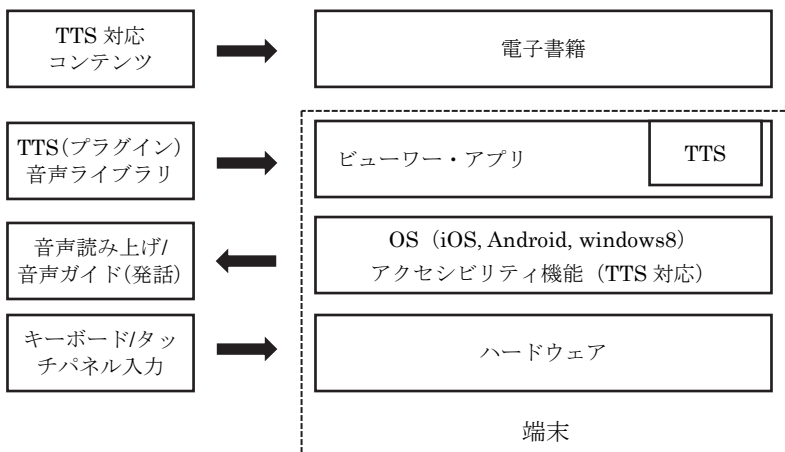 TTS 対応
コンテンツ
電子書籍
TTS(プラグイン)
音声ライブラリ
ビューワー・アプリ
TTS
音声読み上げ/
音声ガイド(発話)
OS（iOS, Android, windows8）
アクセシビリティ機能（TTS 対応）
キーボード/タッ
チパネル入力
ハードウェア
端末